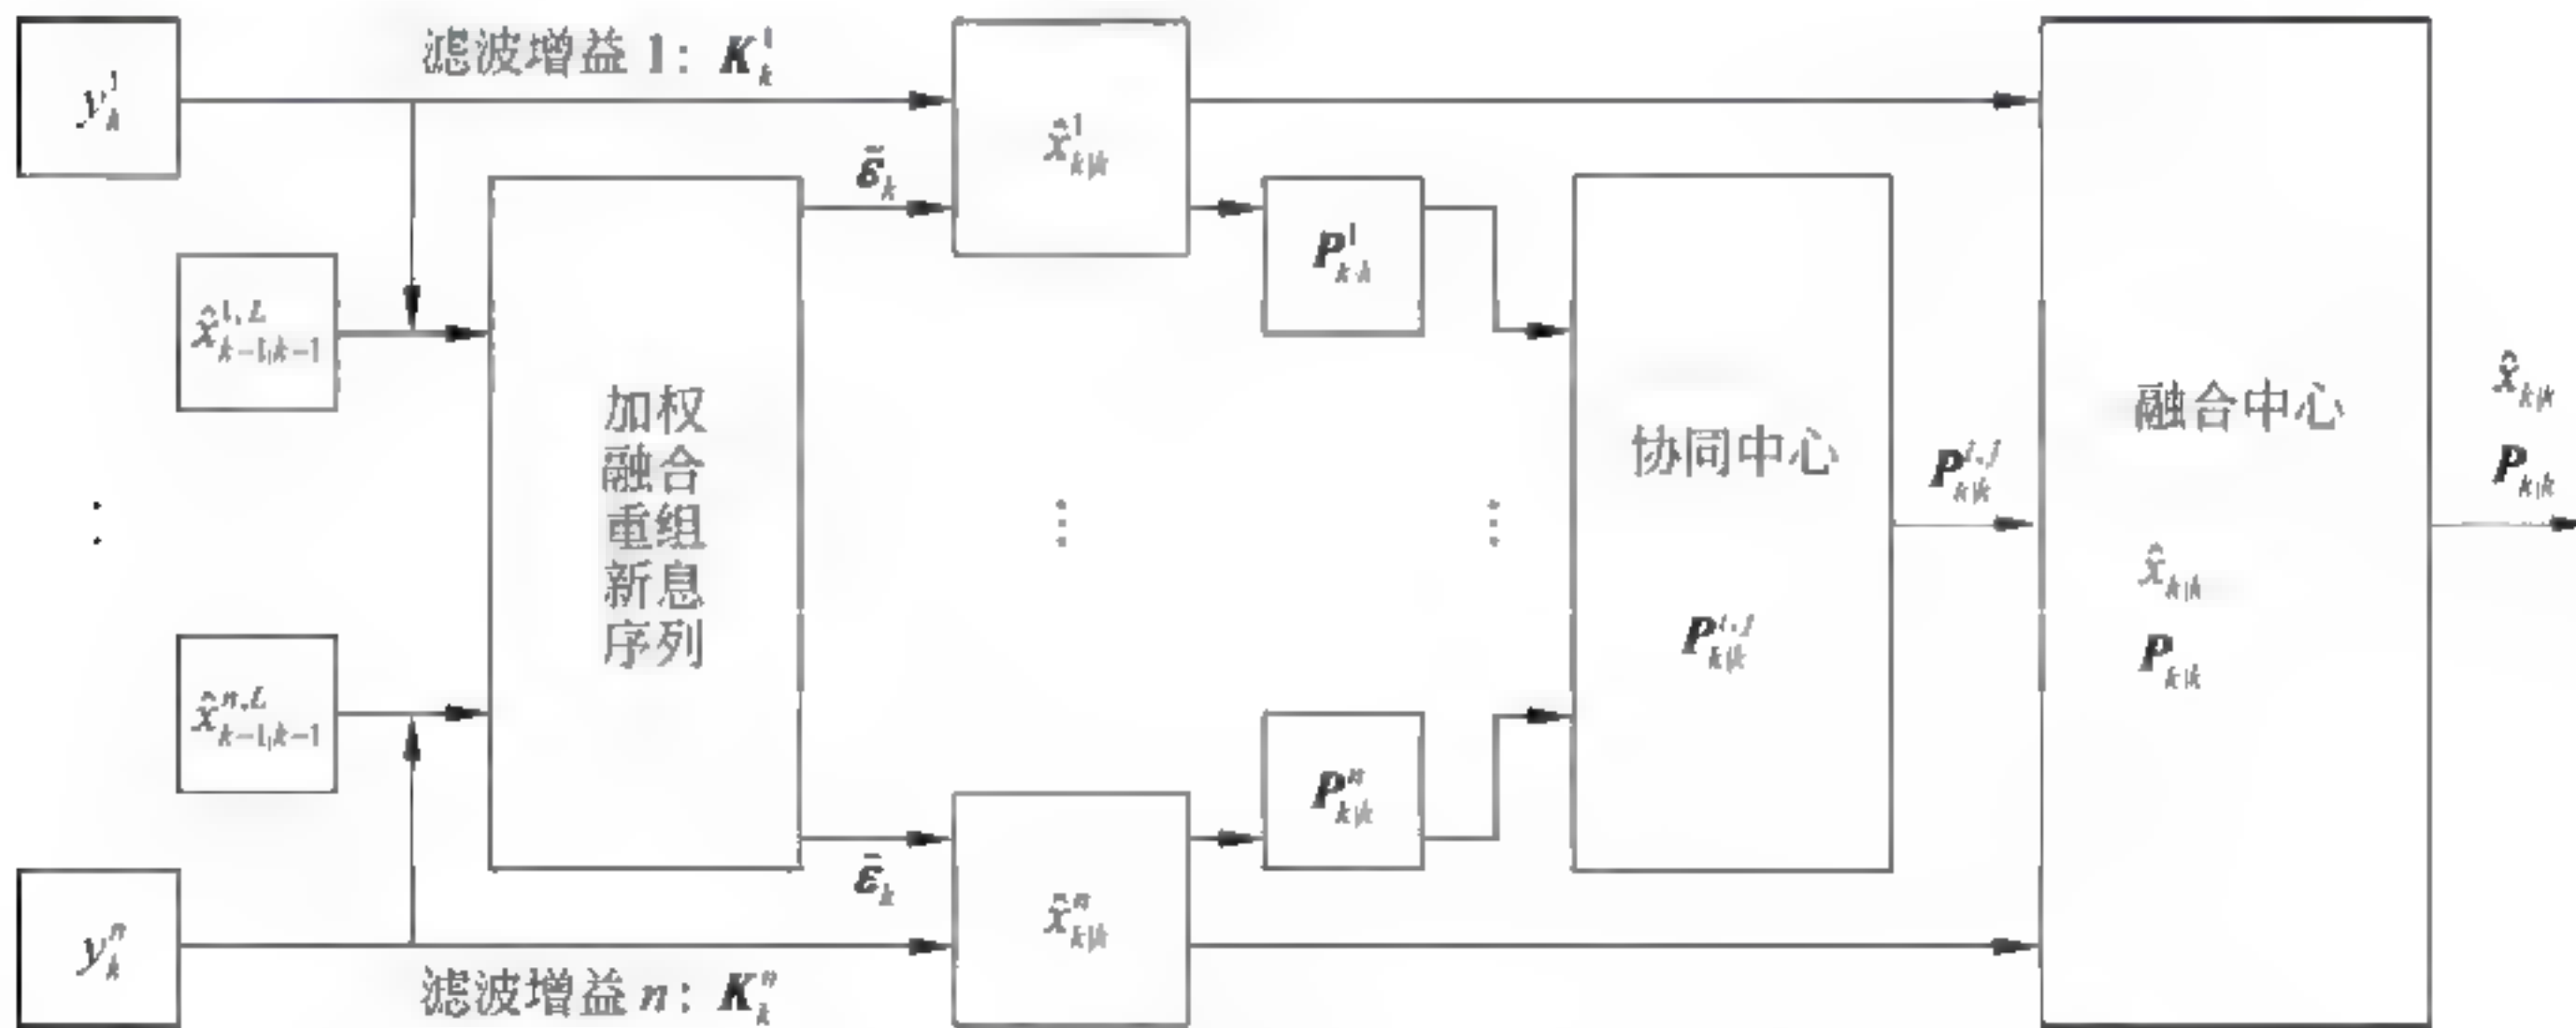 y_k^1
滤波增益 1: K_k^1
x̂_{k|k}^1
ε̄_k
P_{k|k}^1
x̂_{k-1|k-1}^{1,L}
加权
融合
重组
新息
序列
⋮
⋮
⋮
协同中心
P_{k|k}^{i,j}
P_{k|k}^{i,j}
融合中心
x̂_{k|k}
P_{k|k}
x̂_{k|k}
P_{k|k}
x̂_{k-1|k-1}^{n,L}
P_{k|k}^n
ε̄_k
x̂_{k|k}^n
y_k^n
滤波增益 n: K_k^n